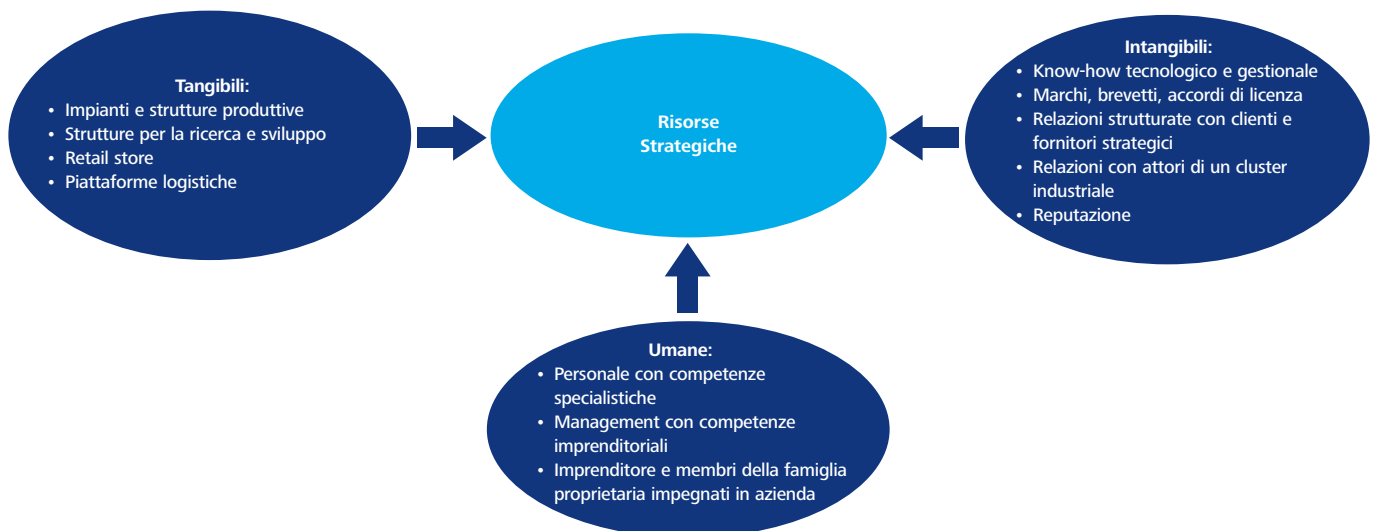 Tangibili:
• Impianti e strutture produttive
• Strutture per la ricerca e sviluppo
• Retail store
• Piattaforme logistiche
Risorse
Strategiche
Intangibili:
• Know-how tecnologico e gestionale
• Marchi, brevetti, accordi di licenza
• Relazioni strutturate con clienti e
fornitori strategici
• Relazioni con attori di un cluster
industriale
• Reputazione
Umane:
• Personale con competenze
specialistiche
• Management con competenze
imprenditoriali
• Imprenditore e membri della famiglia
proprietaria impegnati in azienda